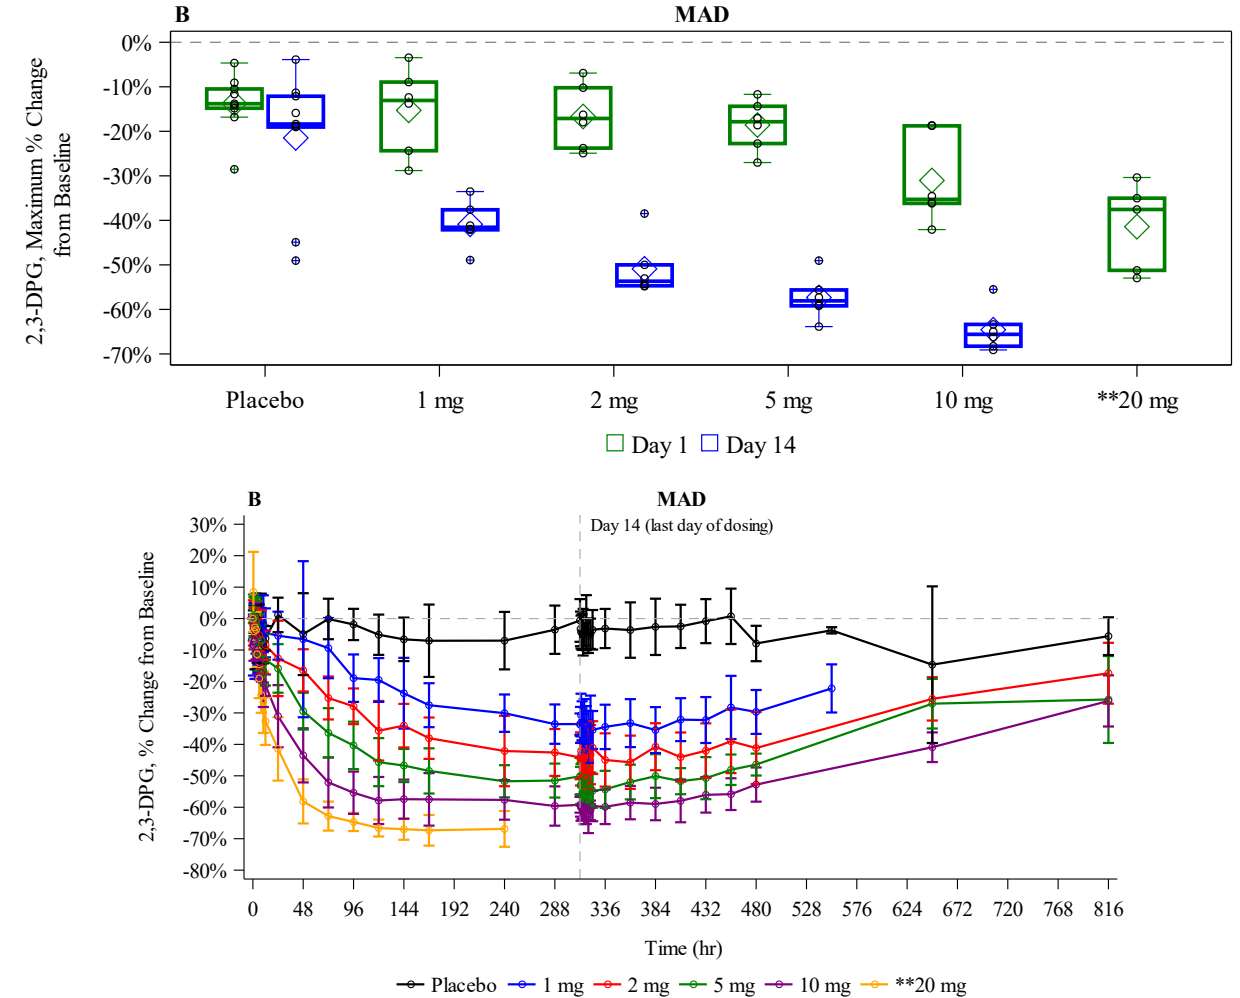 B
MAD
2,3-DPG, Maximum % Change
from Baseline
0%
-10%
-20%
-30%
-40%
-50%
-60%
-70%
Placebo 1 mg 2 mg 5 mg 10 mg **20 mg
Day 1 Day 14
B
MAD
Day 14 (last day of dosing)
2,3-DPG, % Change from Baseline
30%
20%
10%
0%
-10%
-20%
-30%
-40%
-50%
-60%
-70%
-80%
0 48 96 144 192 240 288 336 384 432 480 528 576 624 672 720 768 816
Time (hr)
Placebo 1 mg 2 mg 5 mg 10 mg **20 mg